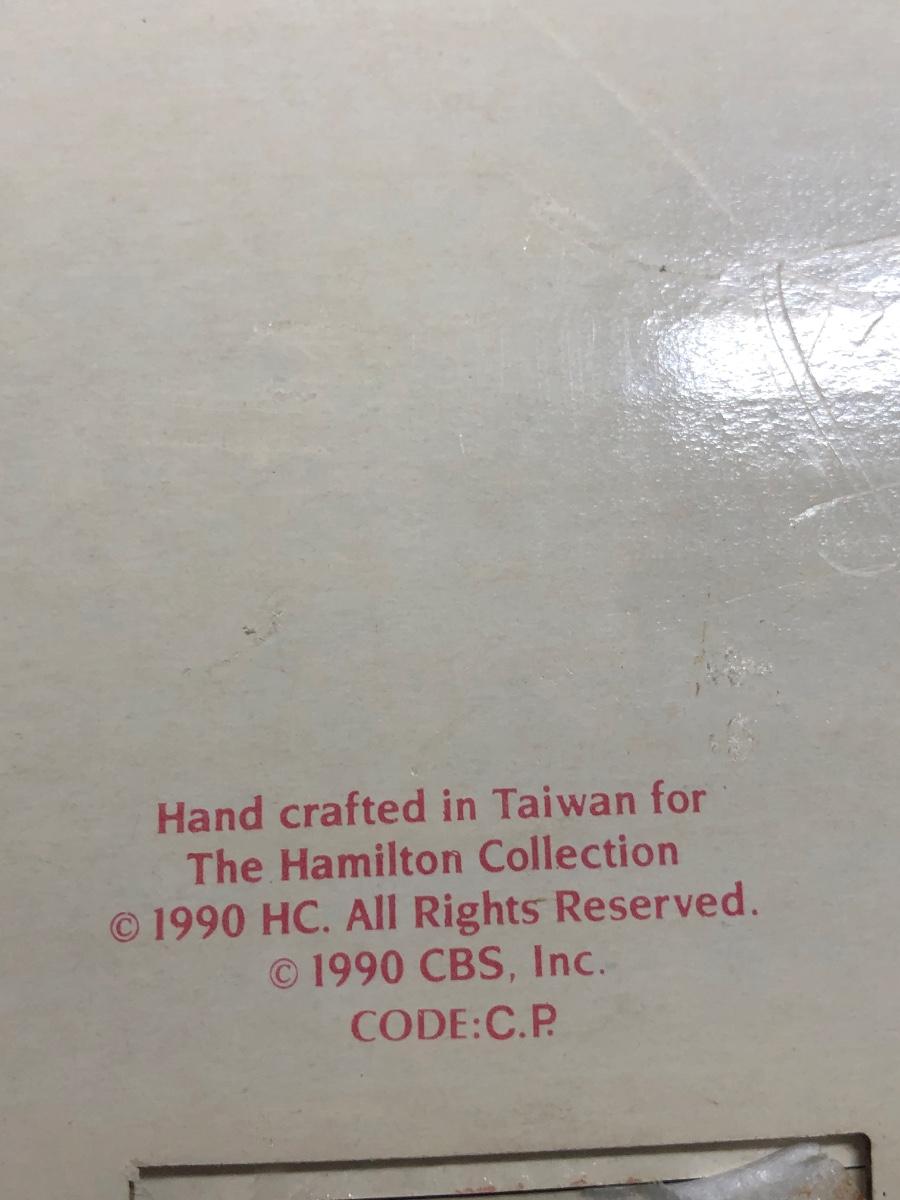 Hand crafted in Taiwan for
The Hamilton Collection
© 1990 HC. All Rights Reserved.
© 1990 CBS, Inc.
CODE:C.P.